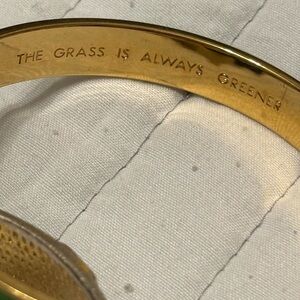 THE GRASS IS ALWAYS GREENER